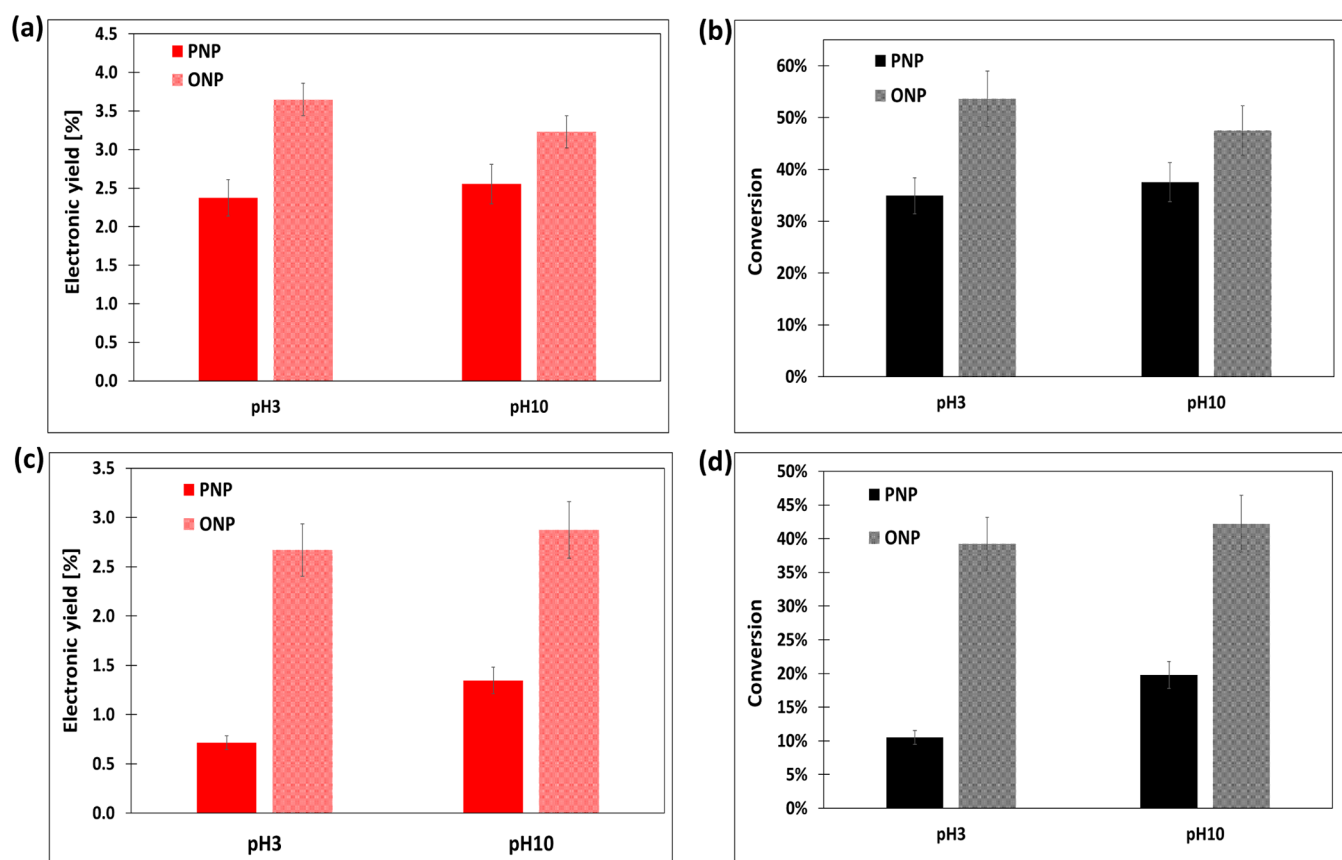 (a)
Electronic yield [%]
4.5
4.0
3.5
3.0
2.5
2.0
1.5
1.0
0.5
0.0
PNP
ONP
pH3
pH10
(b)
Conversion
60%
50%
40%
30%
20%
10%
0%
PNP
ONP
pH3
pH10
(c)
Electronic yield [%]
3.5
3.0
2.5
2.0
1.5
1.0
0.5
0.0
PNP
ONP
pH3
pH10
(d)
Conversion
50%
45%
40%
35%
30%
25%
20%
15%
10%
5%
0%
PNP
ONP
pH3
pH10